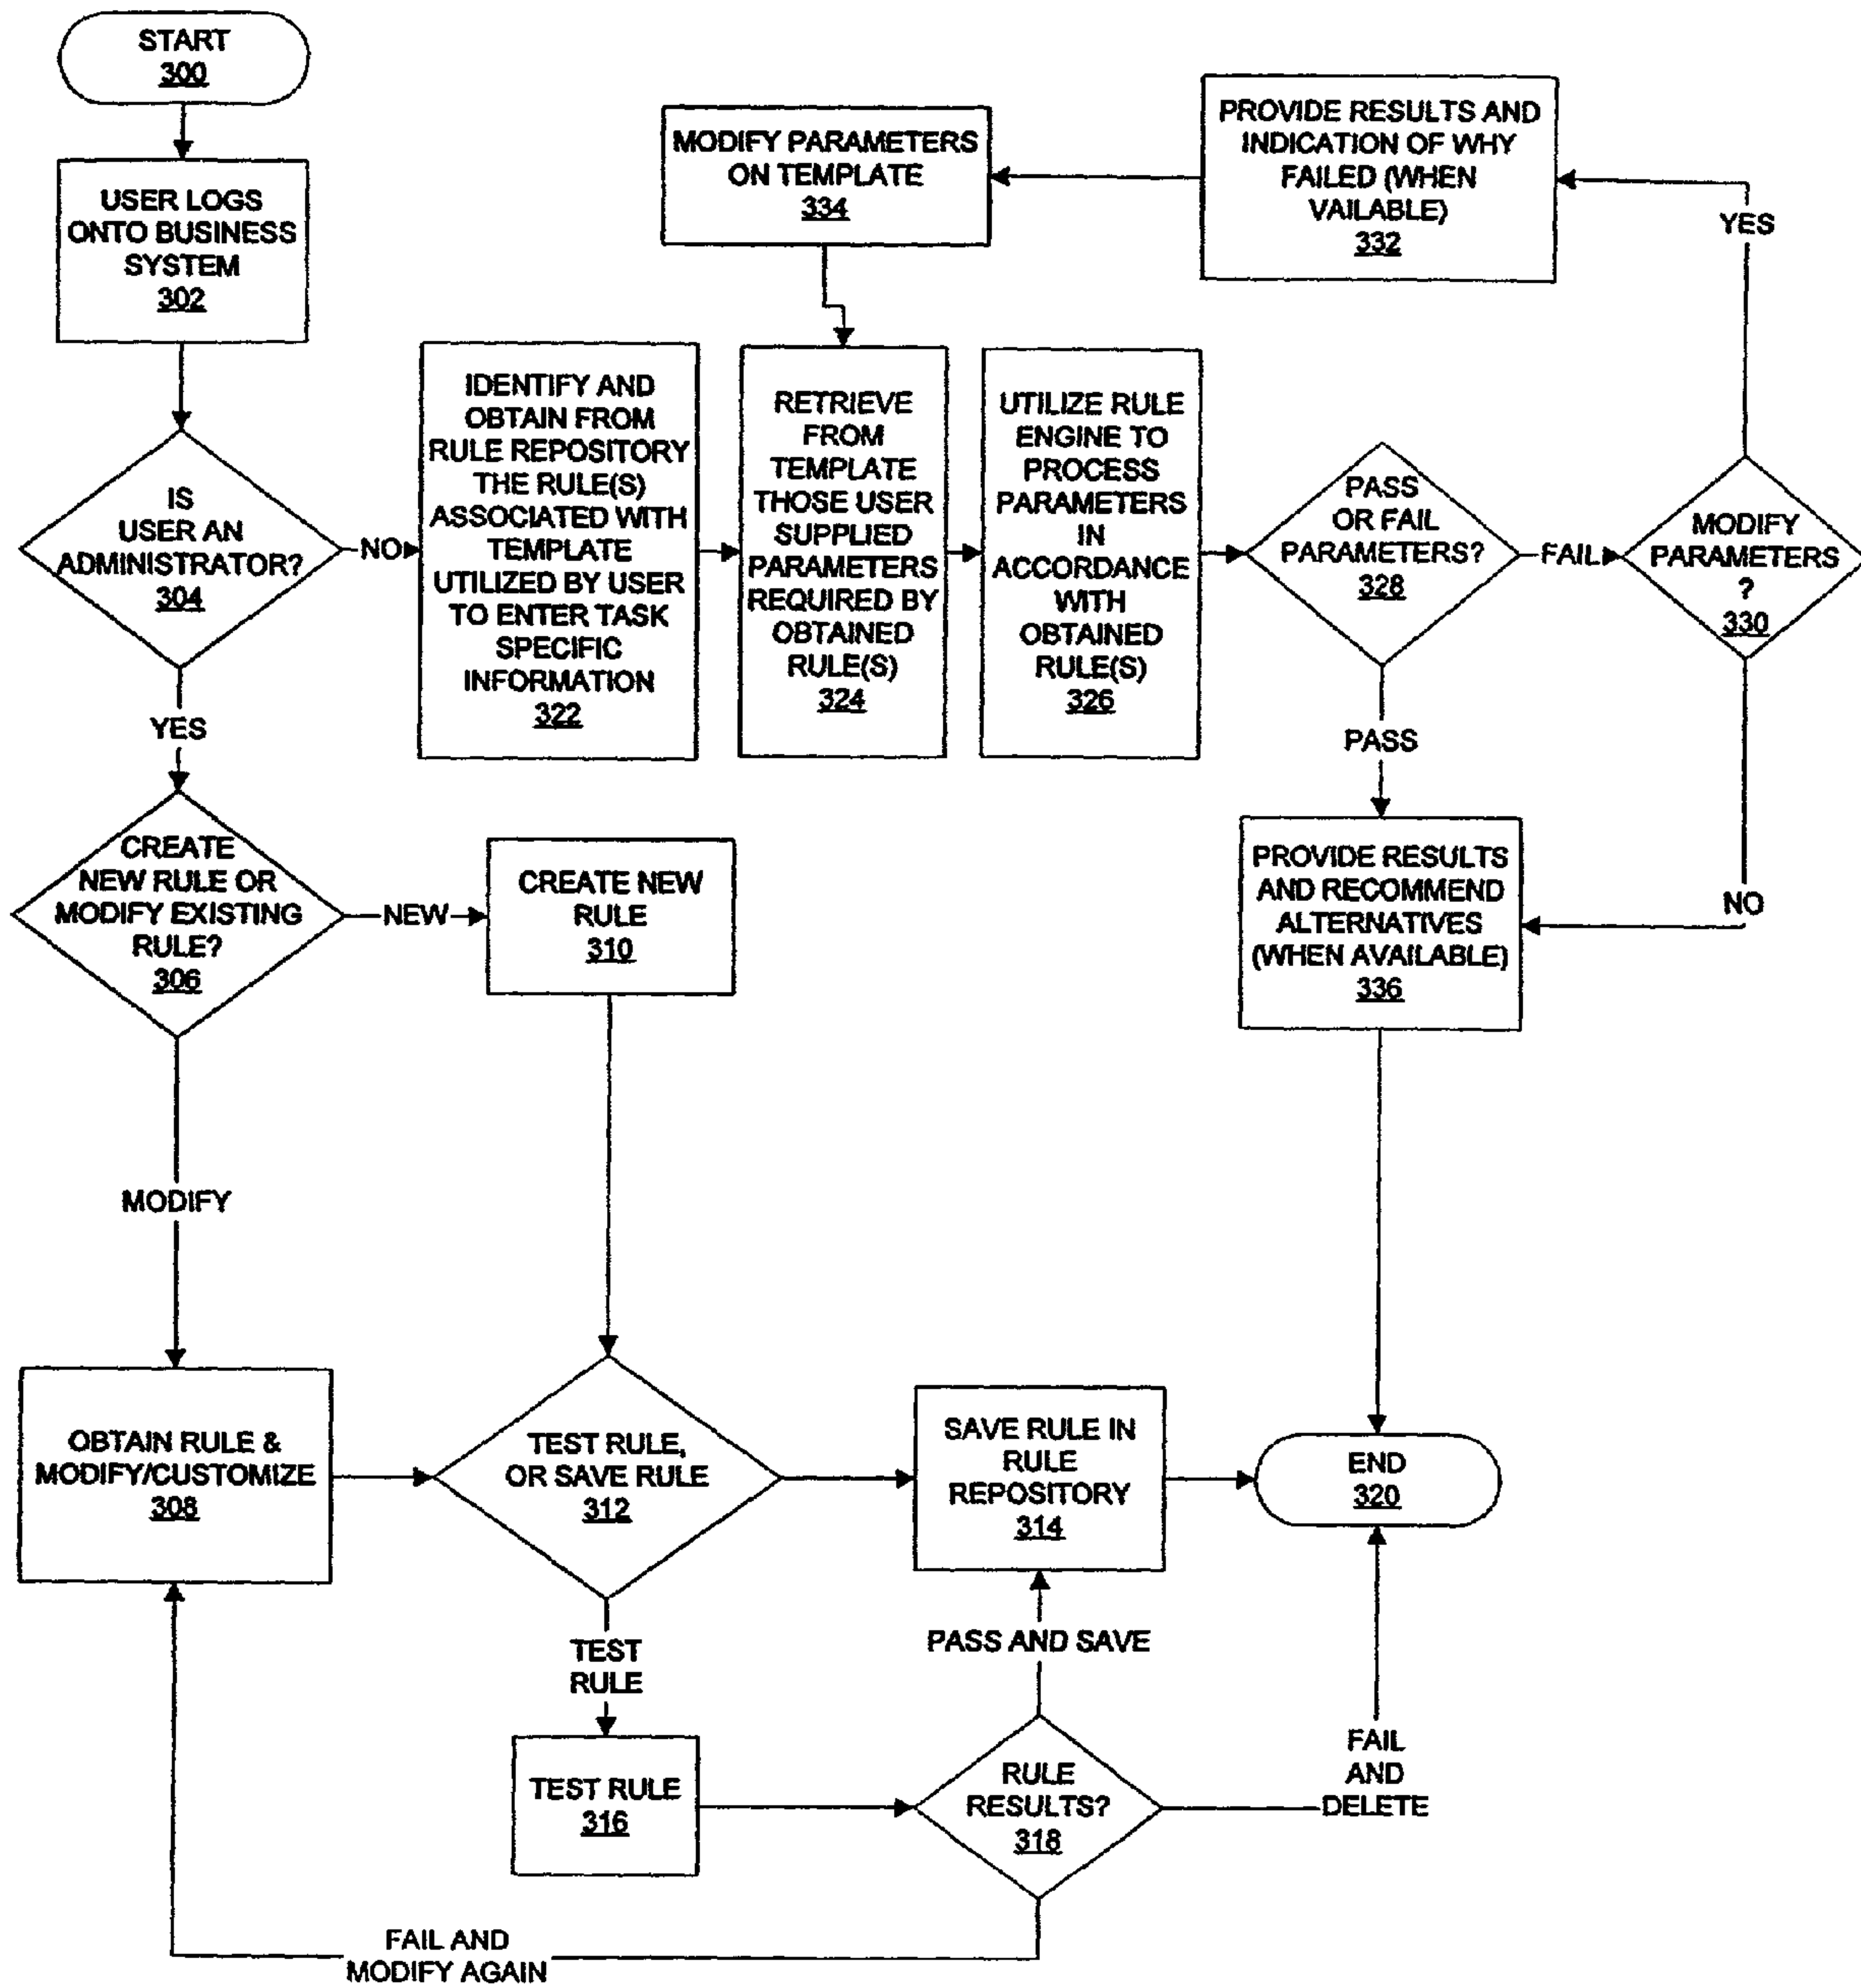 START
300
USER LOGS
ONTO BUSINESS
SYSTEM
302
IS
USER AN
ADMINISTRATOR?
304
NO
YES
IDENTIFY AND
OBTAIN FROM
RULE REPOSITORY
THE RULE(S)
ASSOCIATED WITH
TEMPLATE
UTILIZED BY USER
TO ENTER TASK
SPECIFIC
INFORMATION
322
RETRIEVE
FROM
TEMPLATE
THOSE USER
SUPPLIED
PARAMETERS
REQUIRED BY
OBTAINED
RULE(S)
324
UTILIZE RULE
ENGINE TO
PROCESS
PARAMETERS
IN
ACCORDANCE
WITH
OBTAINED
RULE(S)
326
PASS
OR FAIL
PARAMETERS?
328
FAIL
PASS
MODIFY
PARAMETERS
?
330
YES
NO
PROVIDE RESULTS AND
INDICATION OF WHY
FAILED (WHEN
VAILABLE)
332
MODIFY PARAMETERS
ON TEMPLATE
334
PROVIDE RESULTS
AND RECOMMEND
ALTERNATIVES
(WHEN AVAILABLE)
336
CREATE
NEW RULE OR
MODIFY EXISTING
RULE?
306
NEW
CREATE NEW
RULE
310
MODIFY
OBTAIN RULE &
MODIFY/CUSTOMIZE
308
TEST RULE,
OR SAVE RULE
312
SAVE RULE IN
RULE
REPOSITORY
314
END
320
TEST
RULE
TEST RULE
316
RULE
RESULTS?
318
PASS AND SAVE
FAIL
AND
DELETE
FAIL AND
MODIFY AGAIN